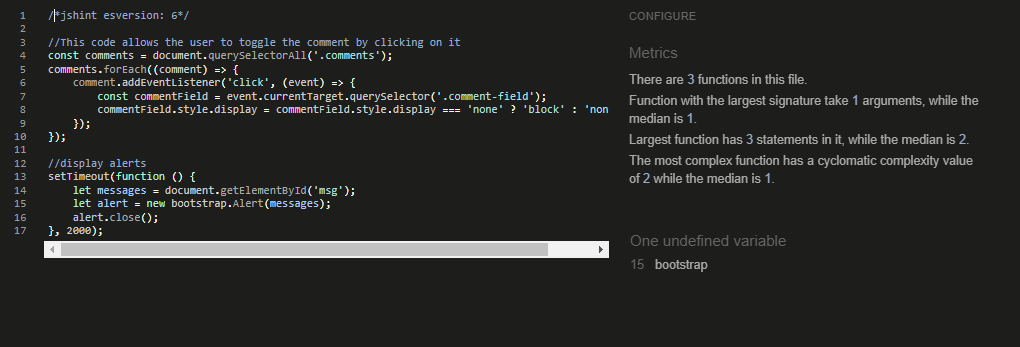 1 /*jshint esversion: 6*/
2
3 //This code allows the user to toggle the comment by clicking on it
4 const comments = document.querySelectorAll('.comments');
5 comments.forEach((comment) => {
6 comment.addEventListener('click', (event) => {
7 const commentField = event.currentTarget.querySelector('.comment-field');
8 commentField.style.display = commentField.style.display === 'none' ? 'block' : 'non
9 });
10 });
11
12 //display alerts
13 setTimeout(function () {
14 let messages = document.getElementById('msg');
15 let alert = new bootstrap.Alert(messages);
16 alert.close();
17 }, 2000);
CONFIGURE
Metrics
There are 3 functions in this file.
Function with the largest signature take 1 arguments, while the
median is 1.
Largest function has 3 statements in it, while the median is 2.
The most complex function has a cyclomatic complexity value
of 2 while the median is 1.
One undefined variable
15 bootstrap